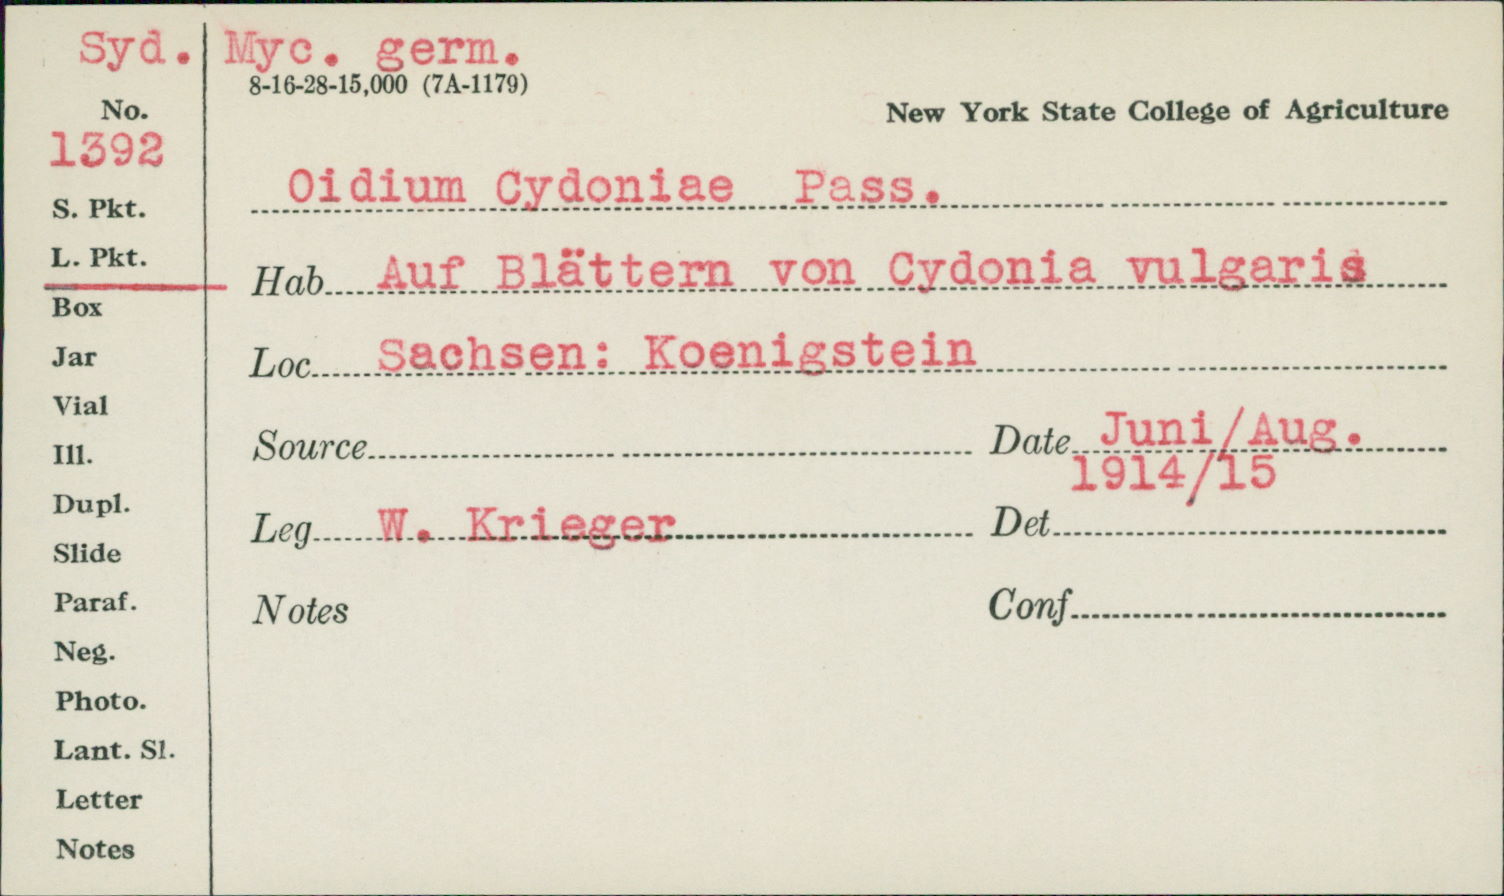 Syd. Myc. germ.
8-16-28-15,000 (7A-1179)
No.
1392
New York State College of Agriculture
Oidium Cydoniae Pass.
S. Pkt.
L. Pkt.
Hab Auf Blättern von Cydonia vulgaris
Box
Jar
Loc Sachsen: Koenigstein
Vial
Ill.
Source
Date Juni/Aug.
1914/15
Dupl.
Leg W. Krieger
Det
Slide
Paraf.
Notes
Conf
Neg.
Photo.
Lant. Sl.
Letter
Notes